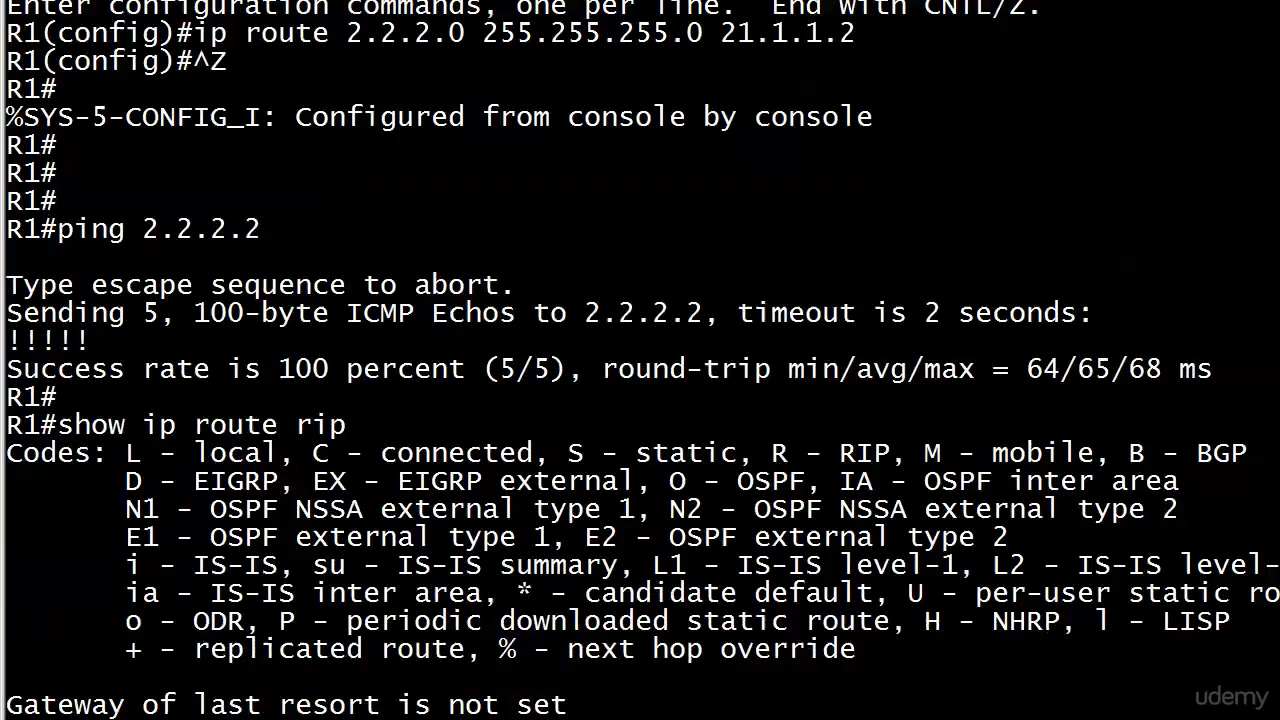 Enter configuration commands, one per line.  End with CNTL/Z.
R1(config)#ip route 2.2.2.0 255.255.255.0 21.1.1.2
R1(config)#^Z
R1#
%SYS-5-CONFIG_I: Configured from console by console
R1#
R1#
R1#
R1#ping 2.2.2.2
Type escape sequence to abort.
Sending 5, 100-byte ICMP Echos to 2.2.2.2, timeout is 2 seconds:
!!!!!
Success rate is 100 percent (5/5), round-trip min/avg/max = 64/65/68 ms
R1#
R1#show ip route rip
Codes: L - local, C - connected, S - static, R - RIP, M - mobile, B - BGP
       D - EIGRP, EX - EIGRP external, O - OSPF, IA - OSPF inter area
       N1 - OSPF NSSA external type 1, N2 - OSPF NSSA external type 2
       E1 - OSPF external type 1, E2 - OSPF external type 2
       i - IS-IS, su - IS-IS summary, L1 - IS-IS level-1, L2 - IS-IS level-
       ia - IS-IS inter area, * - candidate default, U - per-user static ro
       o - ODR, P - periodic downloaded static route, H - NHRP, l - LISP
       + - replicated route, % - next hop override
Gateway of last resort is not set
udemy